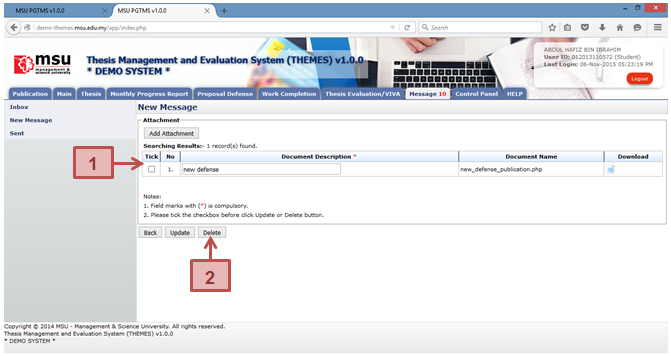 MSU PGTMS v1.0.0
MSU PGTMS v1.0.0
demo-themes.msu.edu.my/app/index.php
Search
msu
management &
science university
Thesis Management and Evaluation System (THEMES) v1.0.0
* DEMO SYSTEM *
ABDUL HAFIZ BIN IBRAHIM
User ID: 012013110572 (Student)
Last Login: 06-Nov-2015 05:23:19 PM
Logout
Publication Main Thesis Monthly Progress Report Proposal Defense Work Completion Thesis Evaluation/VIVA Message 10 Control Panel HELP
Inbox
New Message
Sent
New Message
Attachment
Add Attachment
Searching Results:- 1 record(s) found.
Tick No Document Description * Document Name Download
1. new defense new_defense_publication.php
1
Notes:
1. Field marks with (*) is compulsory.
2. Please tick the checkbox before click Update or Delete button.
Back Update Delete
2
Copyright © 2014 MSU - Management & Science University. All rights reserved.
Thesis Management and Evaluation System (THEMES) v1.0.0
* DEMO SYSTEM *